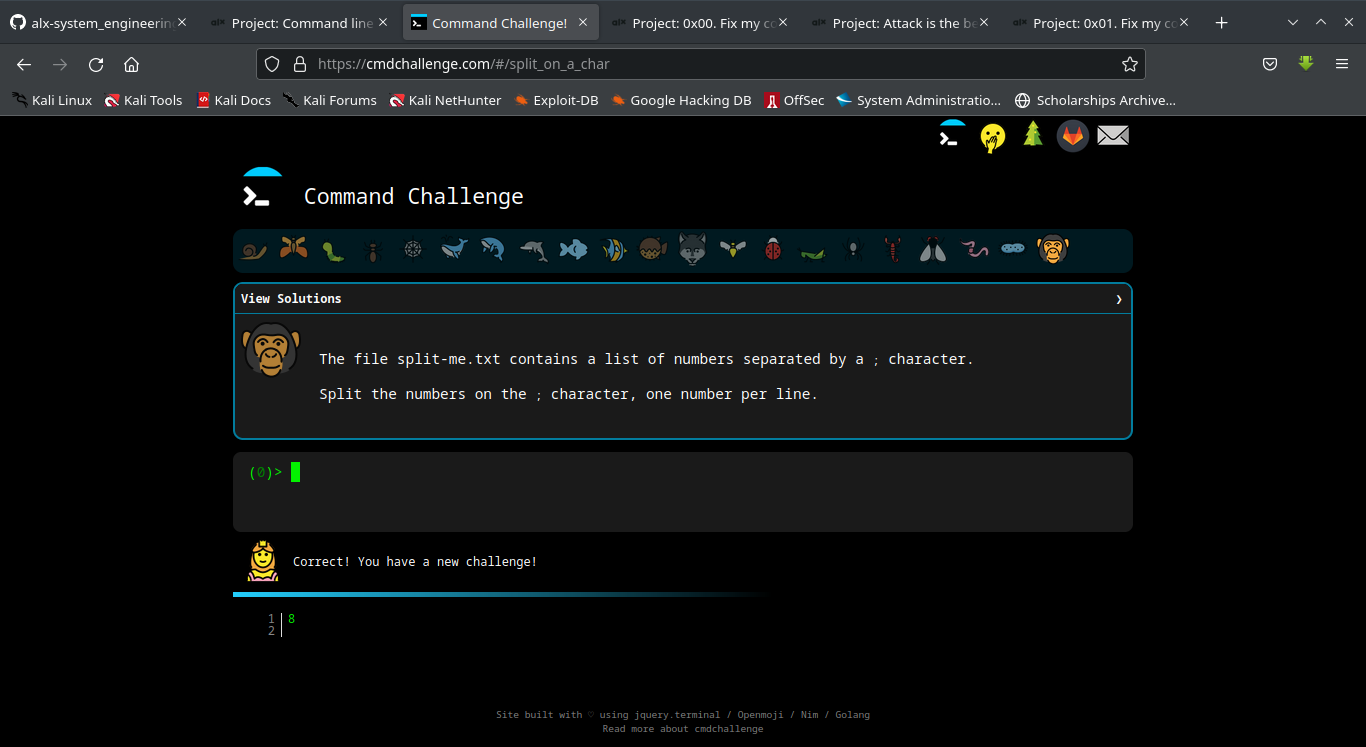 alx-system_engineerin
Project: Command line
Command Challenge!
Project: 0x00. Fix my co
Project: Attack is the be
Project: 0x01. Fix my co
https://cmdchallenge.com/#/split_on_a_char
Kali Linux
Kali Tools
Kali Docs
Kali Forums
Kali NetHunter
Exploit-DB
Google Hacking DB
OffSec
System Administratio...
Scholarships Archive...
Command Challenge
View Solutions
The file split-me.txt contains a list of numbers separated by a ; character.
Split the numbers on the ; character, one number per line.
(0)>
Correct! You have a new challenge!
1 8
2
Site built with ♡ using jquery.terminal / Openmoji / Nim / Golang
Read more about cmdchallenge